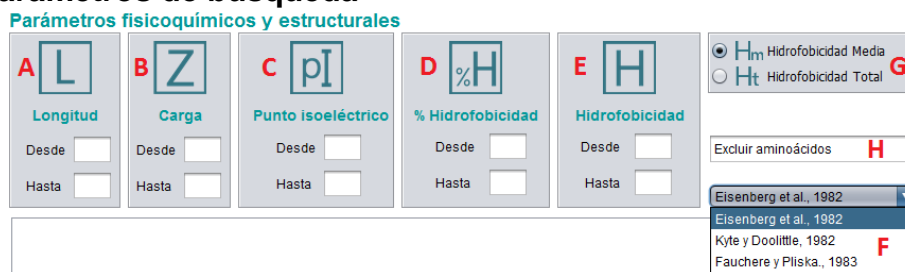 Parámetros fisicoquímicos y estructurales
A L
B Z
C pI
D %H
E H
Hm Hidrofobicidad Media
Ht Hidrofobicidad Total
G
Longitud
Carga
Punto isoeléctrico
% Hidrofobicidad
Hidrofobicidad
Desde
Desde
Desde
Desde
Desde
Excluir aminoácidos H
Hasta
Hasta
Hasta
Hasta
Hasta
Eisenberg et al., 1982
Eisenberg et al., 1982
Kyte y Doolittle, 1982
F
Fauchere y Pliska., 1983